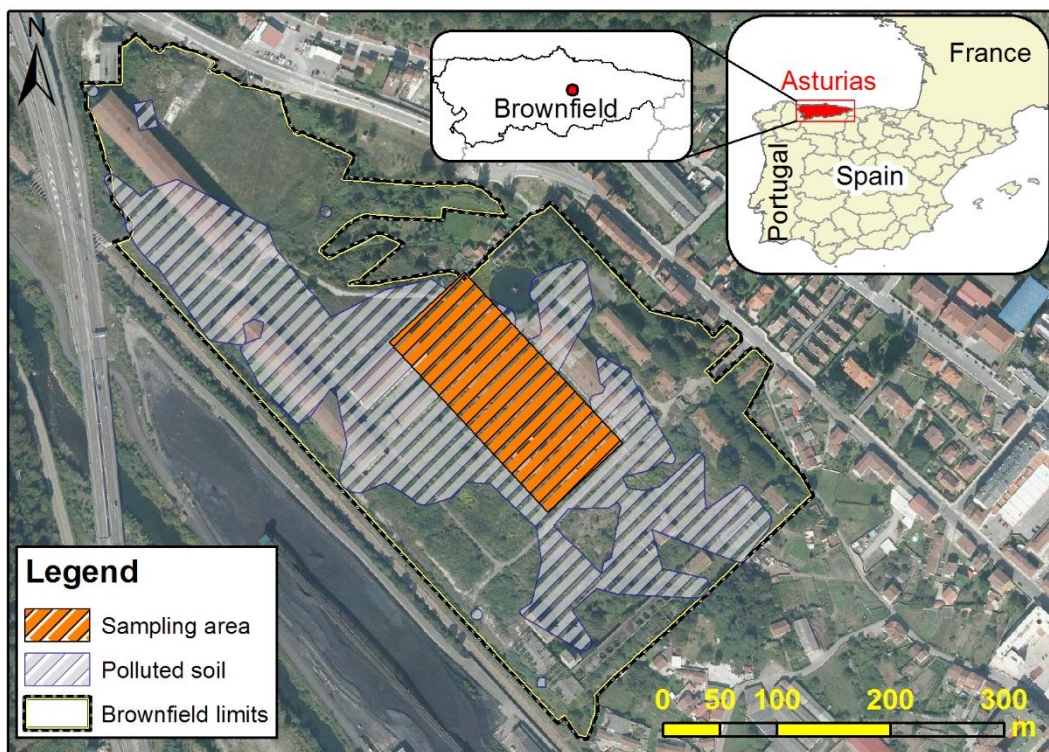 N
Brownfield
France
Asturias
Portugal
Spain
Legend
Sampling area
Polluted soil
Brownfield limits
0 50 100 200 300
m